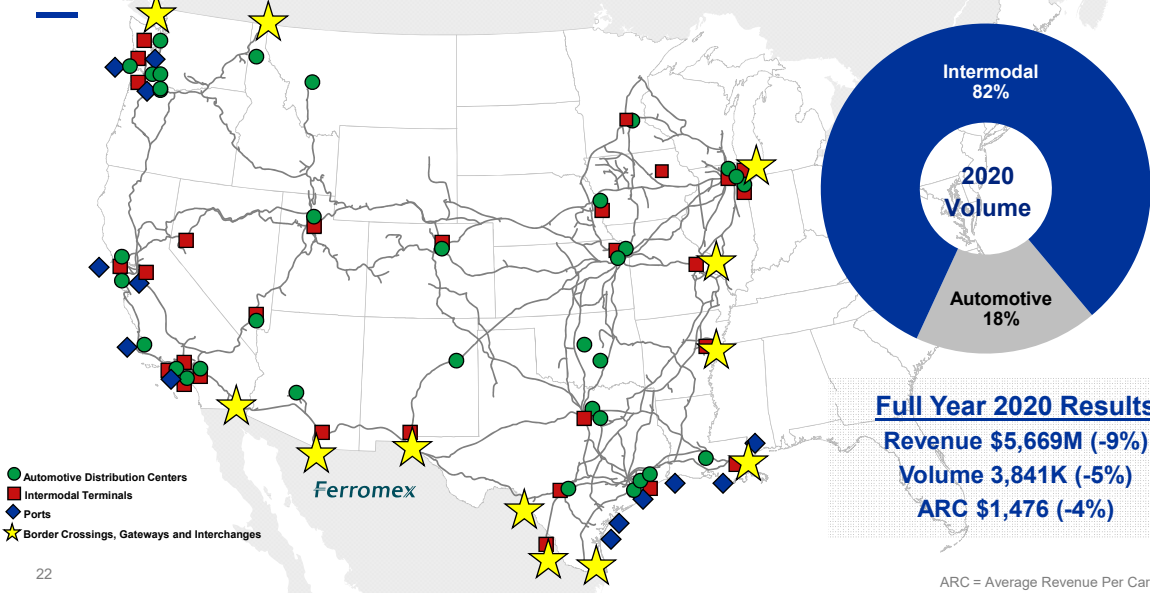 Intermodal
82%
2020
Volume
Automotive
18%
Full Year 2020 Results
Revenue $5,669M (-9%)
Volume 3,841K (-5%)
ARC $1,476 (-4%)
Ferromex
Automotive Distribution Centers
Intermodal Terminals
Ports
Border Crossings, Gateways and Interchanges
22
ARC = Average Revenue Per Car